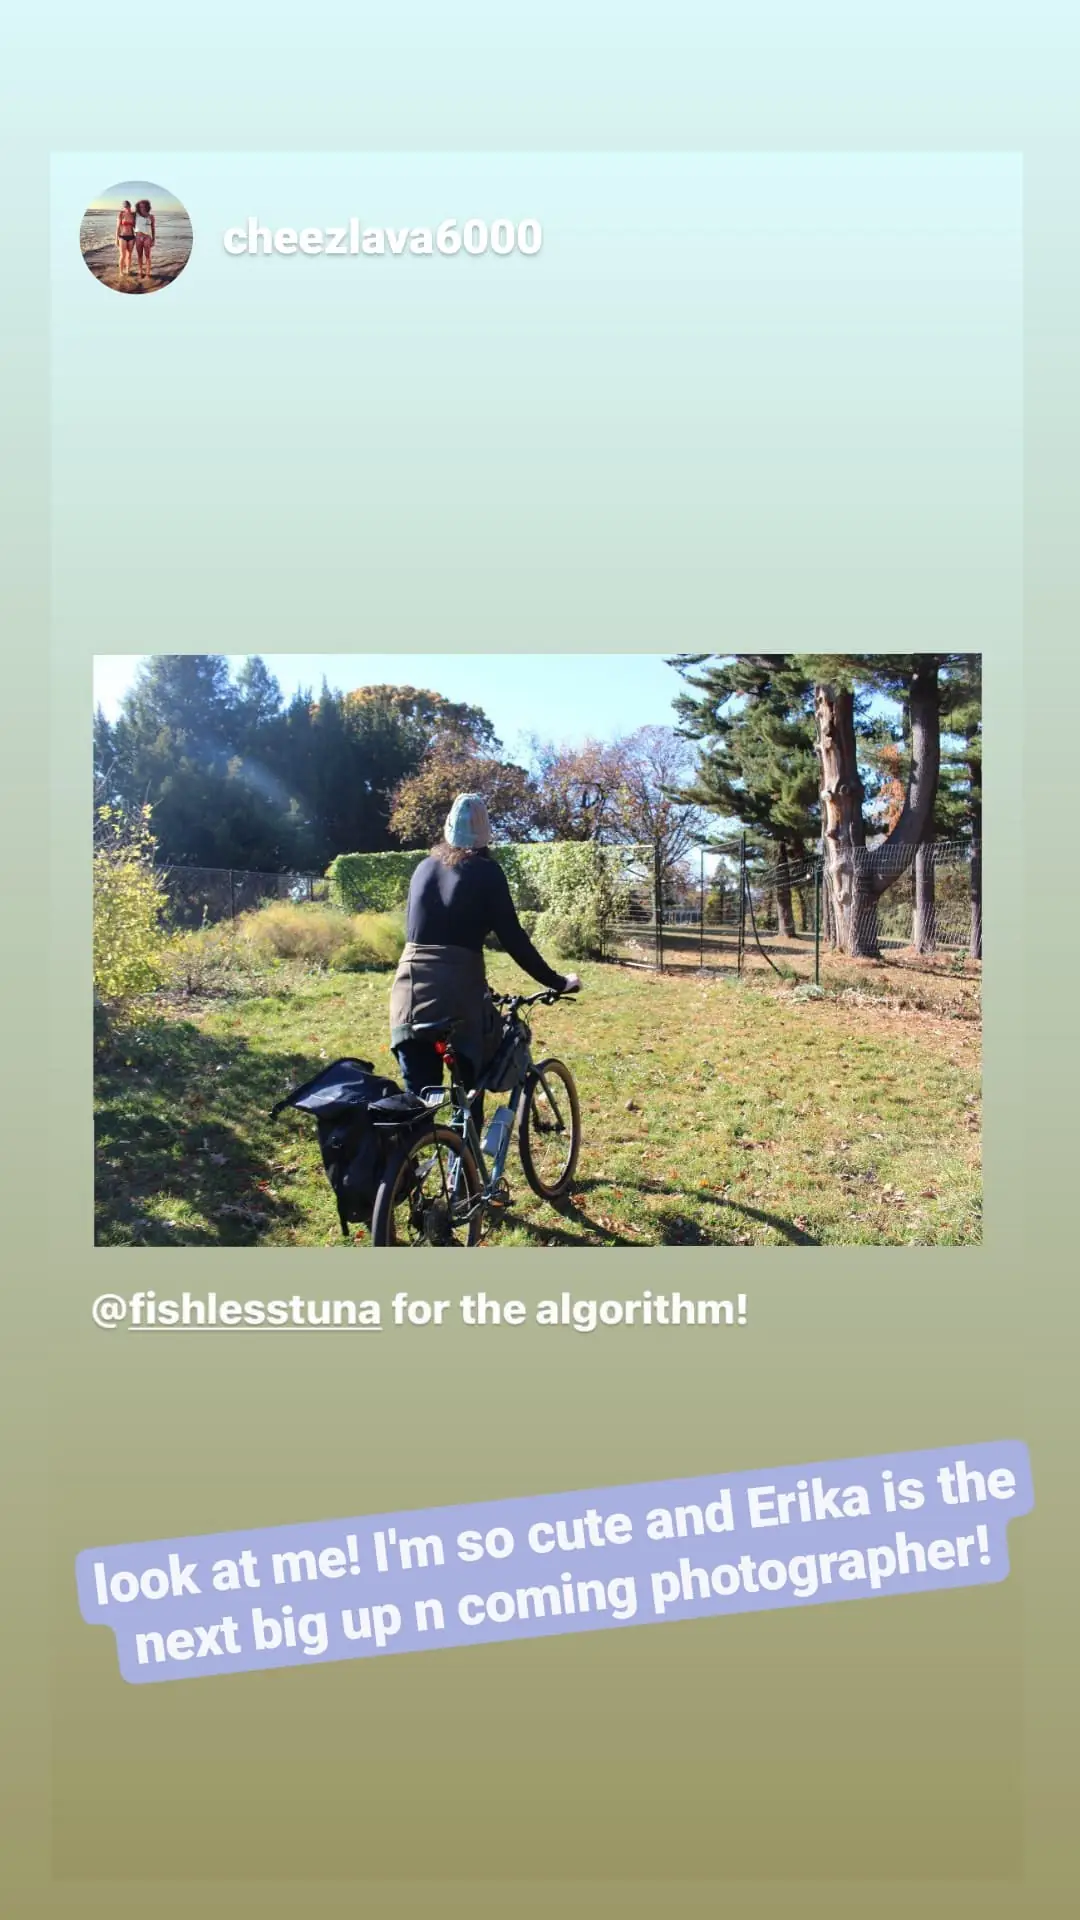 cheezlava6000
@fishlesstuna for the algorithm!
look at me! I'm so cute and Erika is the
next big up n coming photographer!